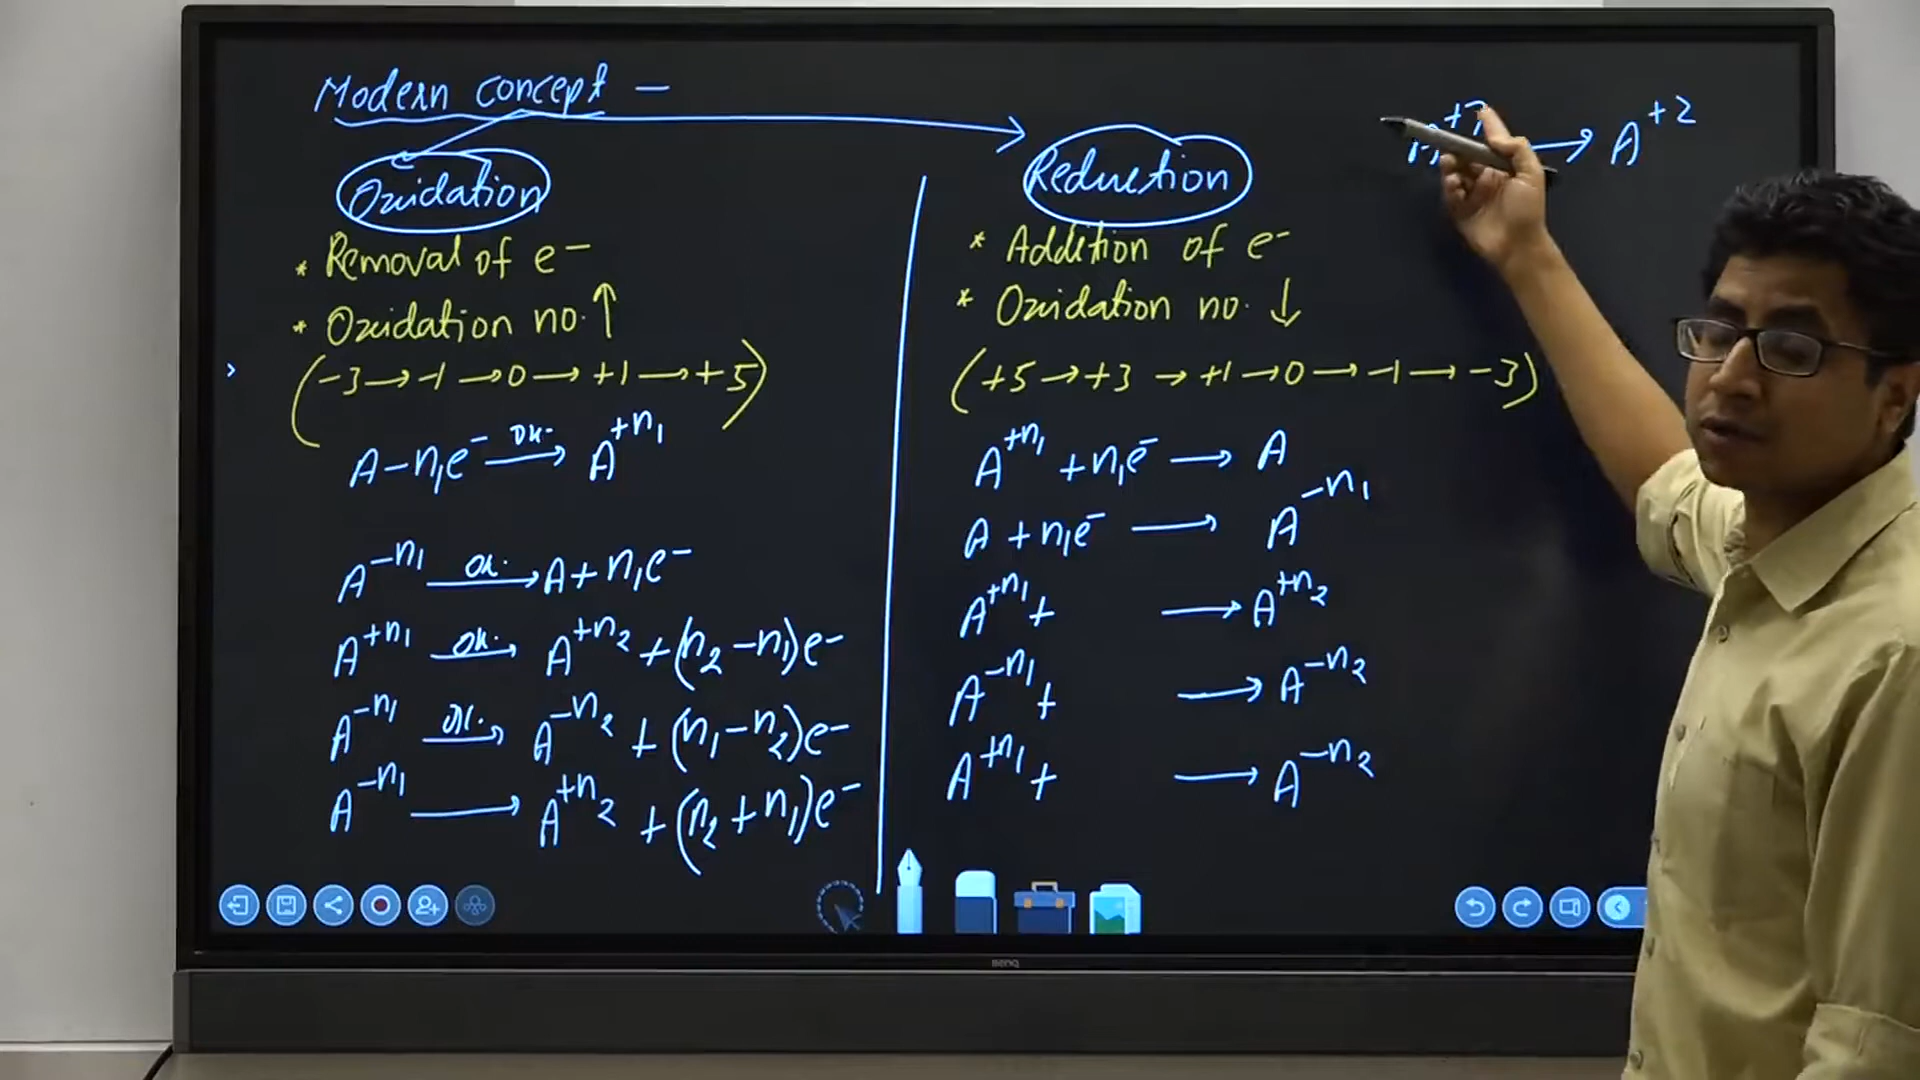 Modern concept –
A⁺⁷ → A⁺²
Oxidation
* Removal of e–
* Oxidation no. ↑
(-3 → -1 → 0 → +1 → +5)
A – n₁e⁻ —ox.→ A⁺ⁿ¹
A⁻ⁿ¹ —ox.→ A + n₁e⁻
A⁺ⁿ¹ —ox.→ A⁺ⁿ² + (n₂ – n₁)e⁻
A⁻ⁿ¹ —ox.→ A⁻ⁿ² + (n₁ – n₂)e⁻
A⁻ⁿ¹ ⟶ A⁺ⁿ² + (n₂ + n₁)e⁻
Reduction
* Addition of e⁻
* Oxidation no. ↓
(+5 → +3 → +1 → 0 → -1 → -3)
A⁺ⁿ¹ + n₁e⁻ ⟶ A
A + n₁e⁻ ⟶ A⁻ⁿ¹
A⁺ⁿ¹ + ⟶ A⁺ⁿ²
A⁻ⁿ¹ + ⟶ A⁻ⁿ²
A⁺ⁿ¹ + ⟶ A⁻ⁿ²
BenQ